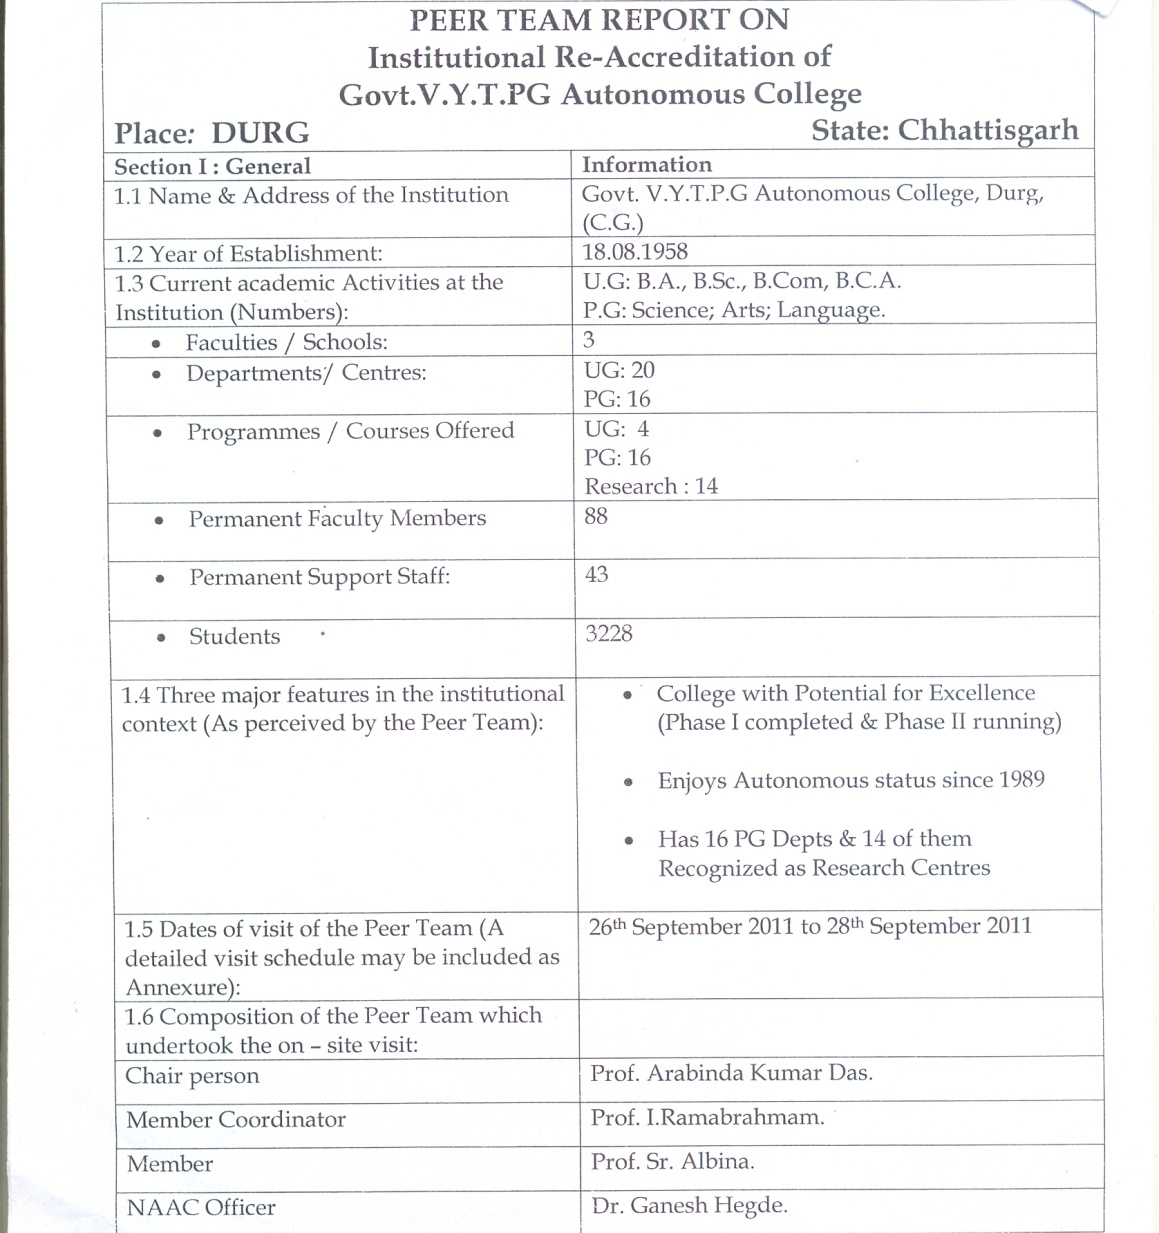 PEER TEAM REPORT ON
Institutional Re-Accreditation of
Govt.V.Y.T.PG Autonomous College
Place: DURG State: Chhattisgarh
Section I : General Information
1.1 Name & Address of the Institution
Govt. V.Y.T.P.G Autonomous College, Durg,
(C.G.)
1.2 Year of Establishment: 18.08.1958
1.3 Current academic Activities at the
Institution (Numbers):
U.G: B.A., B.Sc., B.Com, B.C.A.
P.G: Science; Arts; Language.
• Faculties / Schools: 3
• Departments/ Centres:
UG: 20
PG: 16
• Programmes / Courses Offered
UG: 4
PG: 16
Research : 14
• Permanent Faculty Members 88
• Permanent Support Staff: 43
• Students 3228
1.4 Three major features in the institutional
context (As perceived by the Peer Team):
• College with Potential for Excellence
(Phase I completed & Phase II running)
• Enjoys Autonomous status since 1989
• Has 16 PG Depts & 14 of them
Recognized as Research Centres
1.5 Dates of visit of the Peer Team (A
detailed visit schedule may be included as
Annexure):
26th September 2011 to 28th September 2011
1.6 Composition of the Peer Team which
undertook the on – site visit:
Chair person Prof. Arabinda Kumar Das.
Member Coordinator Prof. I.Ramabrahmam.
Member Prof. Sr. Albina.
NAAC Officer Dr. Ganesh Hegde.